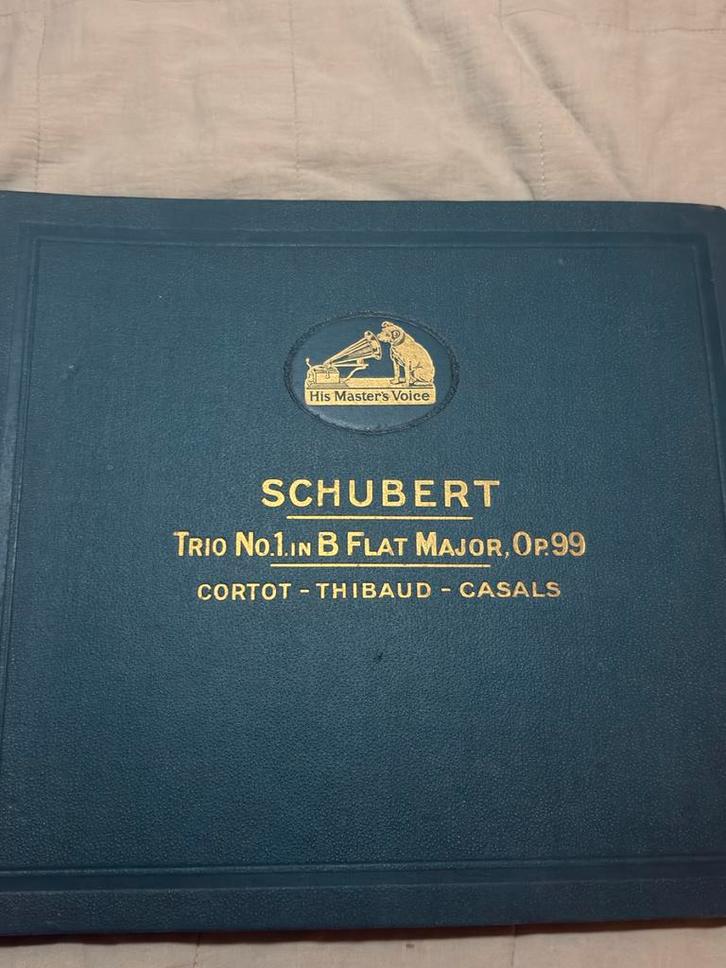 His Master's Voice
SCHUBERT
TRIO No.1. IN B FLAT MAJOR, OP.99
CORTOT - THIBAUD - CASALS